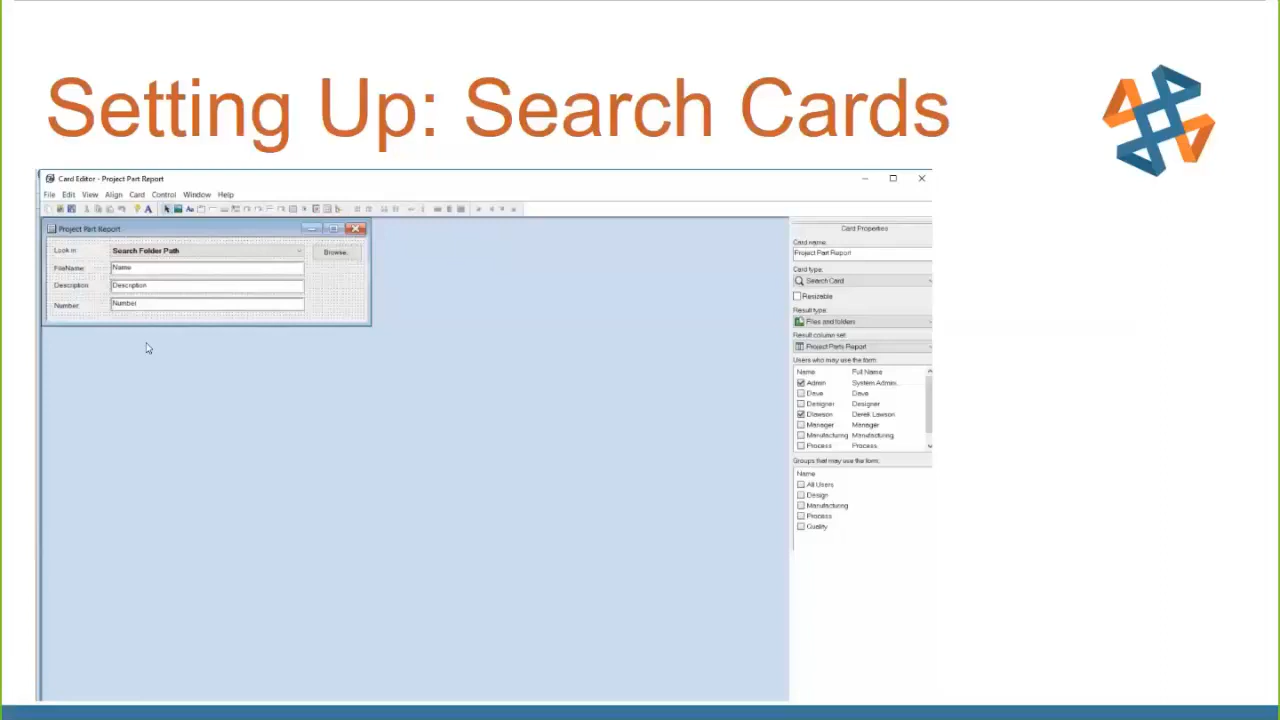 Setting Up: Search Cards
Card Editor - Project Part Report
File Edit View Align Card Control Window Help
Project Part Report
Look in: Search Folder Path Browse.
FileName: Name
Description: Description
Number: Number
Card Properties
Card name:
Project Part Report
Card type:
Search Card
Resizable
Result type:
Files and folders
Result column set:
Project Parts Report
Users who may use the form:
Name Full Name
Admin System Admin..
Dave Dave
Designer Designer
Dlawson Derek Lawson
Manager Manager
Manufacturing Manufacturing
Process Process
Groups that may use the form:
Name
All Users
Design
Manufacturing
Process
Quality